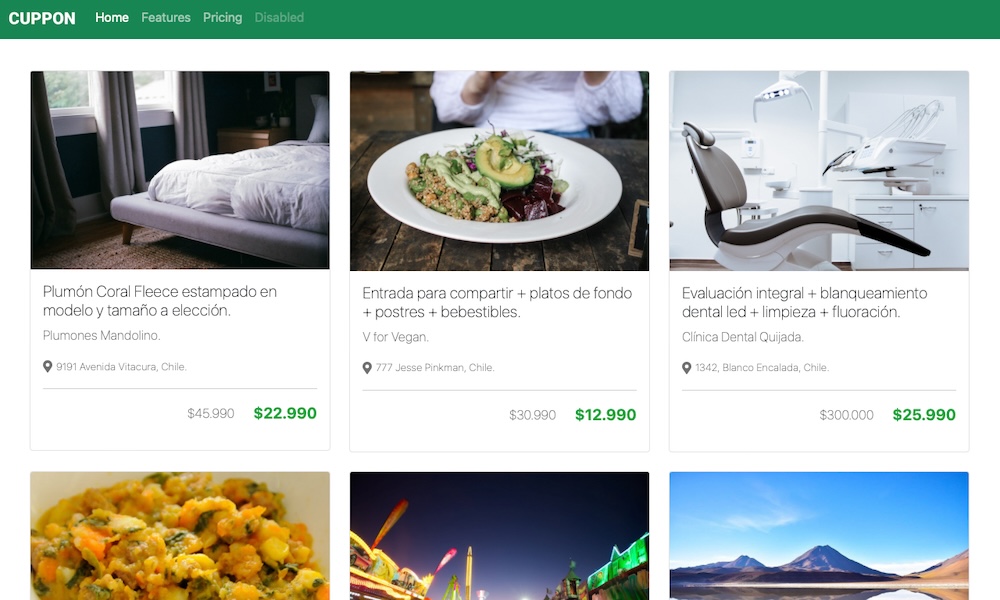 CUPPON Home Features Pricing Disabled
Plumón Coral Fleece estampado en
modelo y tamaño a elección.
Plumones Mandolino.
9191 Avenida Vitacura, Chile.
$45.990 $22.990
Entrada para compartir + platos de fondo
+ postres + bebestibles.
V for Vegan.
777 Jesse Pinkman, Chile.
$30.990 $12.990
Evaluación integral + blanqueamiento
dental led + limpieza + fluoración.
Clínica Dental Quijada.
1342, Blanco Encalada, Chile.
$300.000 $25.990